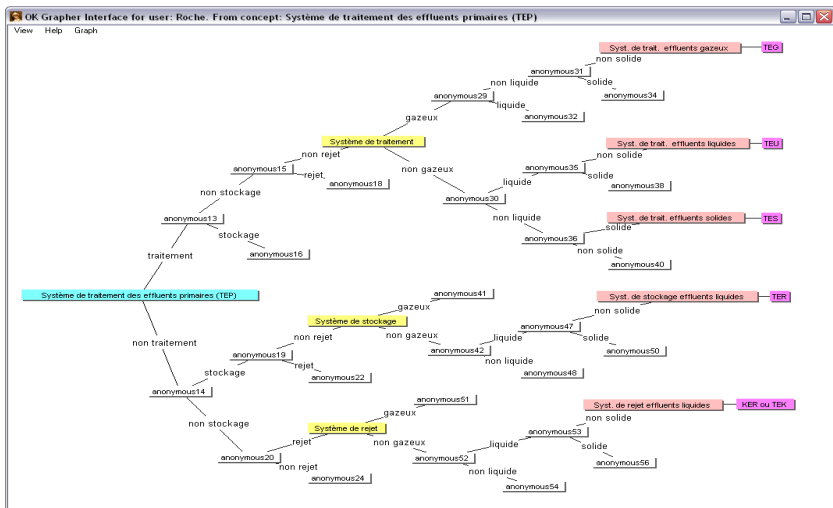 OK Grapher Interface for user: Roche. From concept: Système de traitement des effluents primaires (TEP)
View Help Graph
Syst. de trait. effluents gazeux
TEG
non solide
anonymous31
non liquide
solide
anonymous29
anonymous34
liquide
anonymous32
gazeux
Système de traitement
Syst. de trait. effluents liquides
TEU
non rejet
non solide
anonymous15
anonymous35
non gazeux
rejet
liquide
solide
anonymous18
anonymous38
non stockage
anonymous30
anonymous13
non liquide
Syst. de trait. effluents solides
TES
solide
stockage
anonymous36
non solide
traitement
anonymous16
anonymous40
Système de traitement des effluents primaires (TEP)
anonymous41
Syst. de stockage effluents liquides
TER
gazeux
non solide
Système de stockage
anonymous47
non rejet
non gazeux
liquide
solide
non traitement
anonymous19
anonymous42
anonymous50
stockage
rejet
non liquide
anonymous22
anonymous48
anonymous14
anonymous51
Syst. de rejet effluents liquides
KER ou TEK
gazeux
non solide
non stockage
Système de rejet
anonymous53
rejet
non gazeux
liquide
solide
anonymous20
anonymous52
anonymous56
non rejet
non liquide
anonymous24
anonymous54